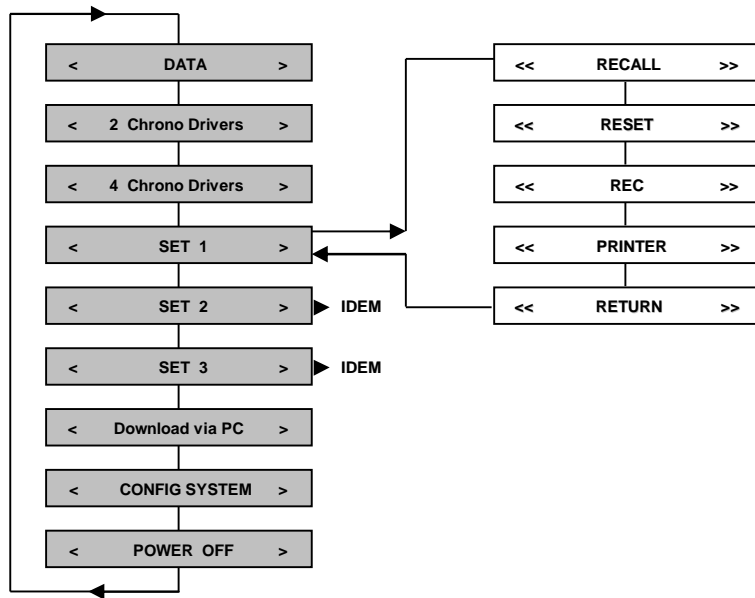 < DATA >
< 2 Chrono Drivers >
< 4 Chrono Drivers >
< SET 1 >
< SET 2 > IDEM
< SET 3 > IDEM
< Download via PC >
< CONFIG SYSTEM >
< POWER OFF >
<< RECALL >>
<< RESET >>
<< REC >>
<< PRINTER >>
<< RETURN >>